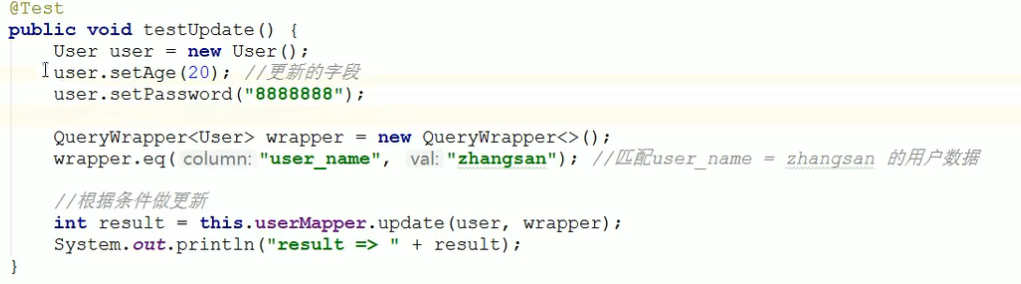 @Test
public void testUpdate() {
User user = new User();
user.setAge(20); //更新的字段
user.setPassword("8888888");
QueryWrapper<User> wrapper = new QueryWrapper<>();
wrapper.eq( column: "user_name", val: "zhangsan"); //匹配user_name = zhangsan 的用户数据
//根据条件做更新
int result = this.userMapper.update(user, wrapper);
System.out.println("result => " + result);
}